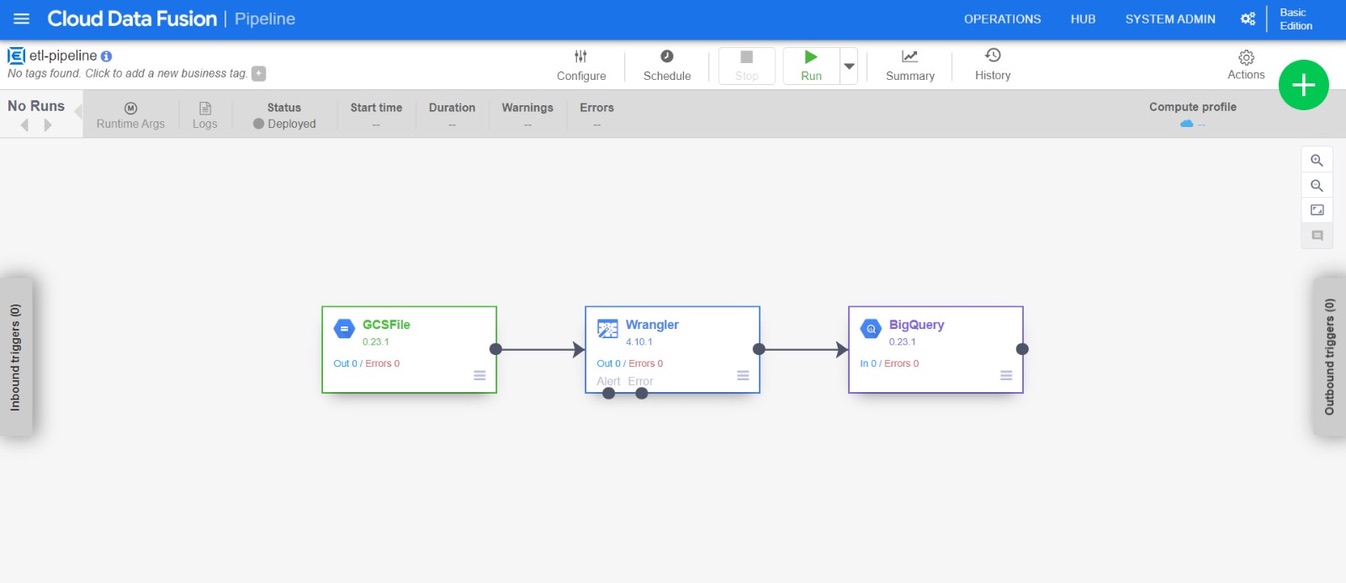 Cloud Data Fusion | Pipeline
OPERATIONS HUB SYSTEM ADMIN Basic Edition
etl-pipeline
No tags found. Click to add a new business tag. +
Configure Schedule Stop Run Summary History Actions
No Runs
Runtime Args
Logs
Status
Deployed
Start time
--
Duration
--
Warnings
--
Errors
--
Compute profile
--
Inbound triggers (0)
GCSFile
0.23.1
Out 0 / Errors 0
Wrangler
4.10.1
Out 0 / Errors 0
Alert Error
BigQuery
0.23.1
In 0 / Errors 0
Outbound triggers (0)